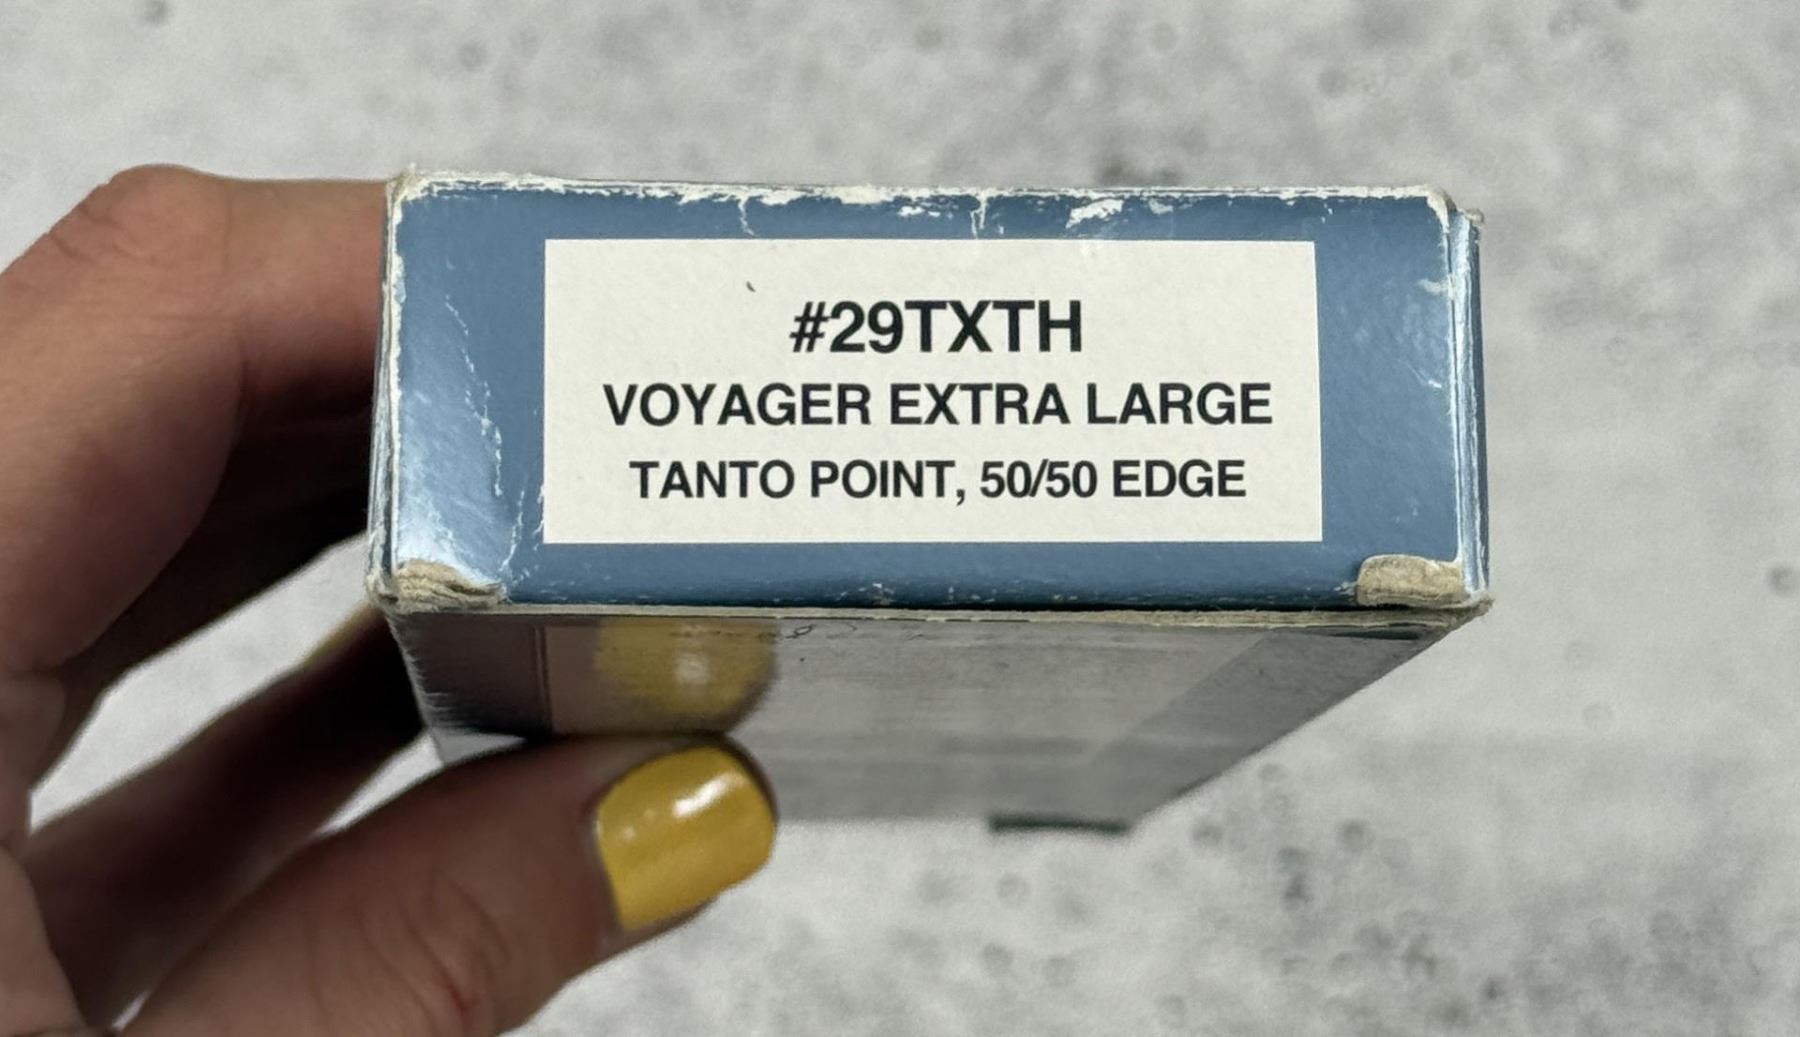 #29TXTH
VOYAGER EXTRA LARGE
TANTO POINT, 50/50 EDGE